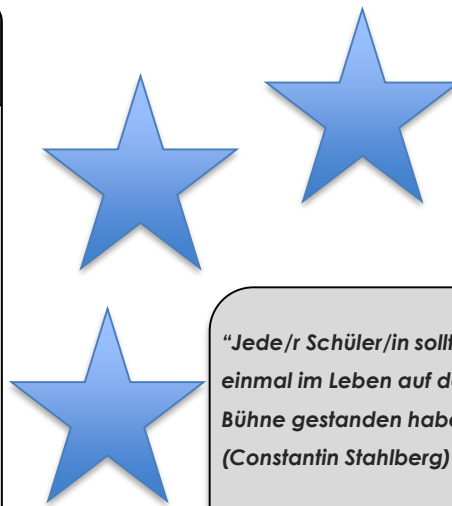 “Jede/r Schüler/in
einmal im Leben auf
Bühne gestanden
(Constantin Stahlberg)